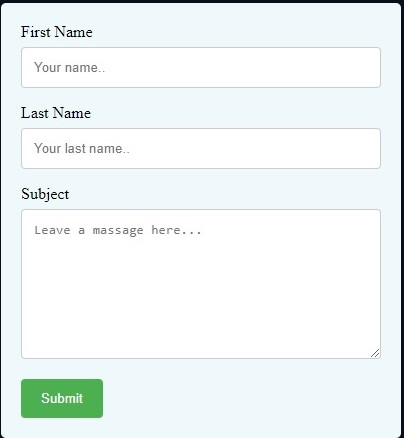 First Name
Your name..
Last Name
Your last name..
Subject
Leave a massage here...
Submit